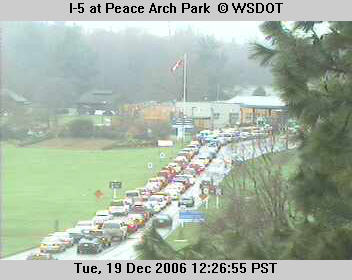 I-5 at Peace Arch Park © WSDOT
Tue, 19 Dec 2006 12:26:55 PST